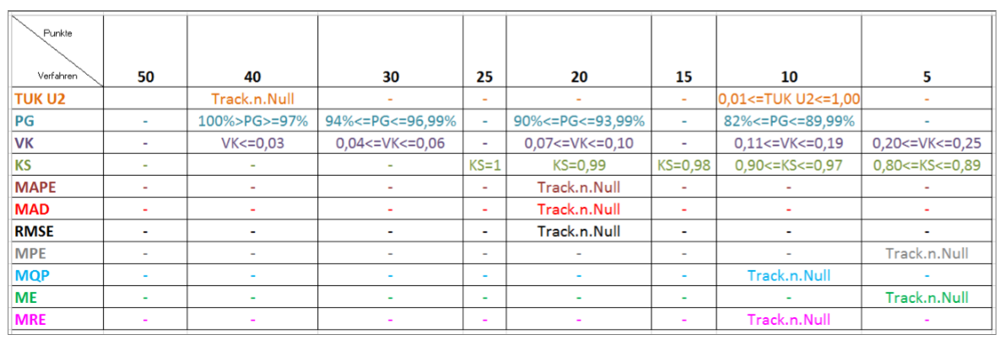 Punkte
Verfahren 50 40 30 25 20 15 10 5
TUK U2 Track.n.Null - - - - 0,01<=TUK U2<=1,00 -
PG - 100%>PG>=97% 94%<=PG<=96,99% - 90%<=PG<=93,99% - 82%<=PG<=89,99% -
VK - VK<=0,03 0,04<=VK<=0,06 - 0,07<=VK<=0,10 - 0,11<=VK<=0,19 0,20<=VK<=0,25
KS - - - KS=1 KS=0,99 KS=0,98 0,90<=KS<=0,97 0,80<=KS<=0,89
MAPE - - - - Track.n.Null - - -
MAD - - - - Track.n.Null - - -
RMSE - - - - Track.n.Null - - -
MPE - - - - - - - Track.n.Null
MQP - - - - - - Track.n.Null -
ME - - - - - - - Track.n.Null
MRE - - - - - - Track.n.Null -